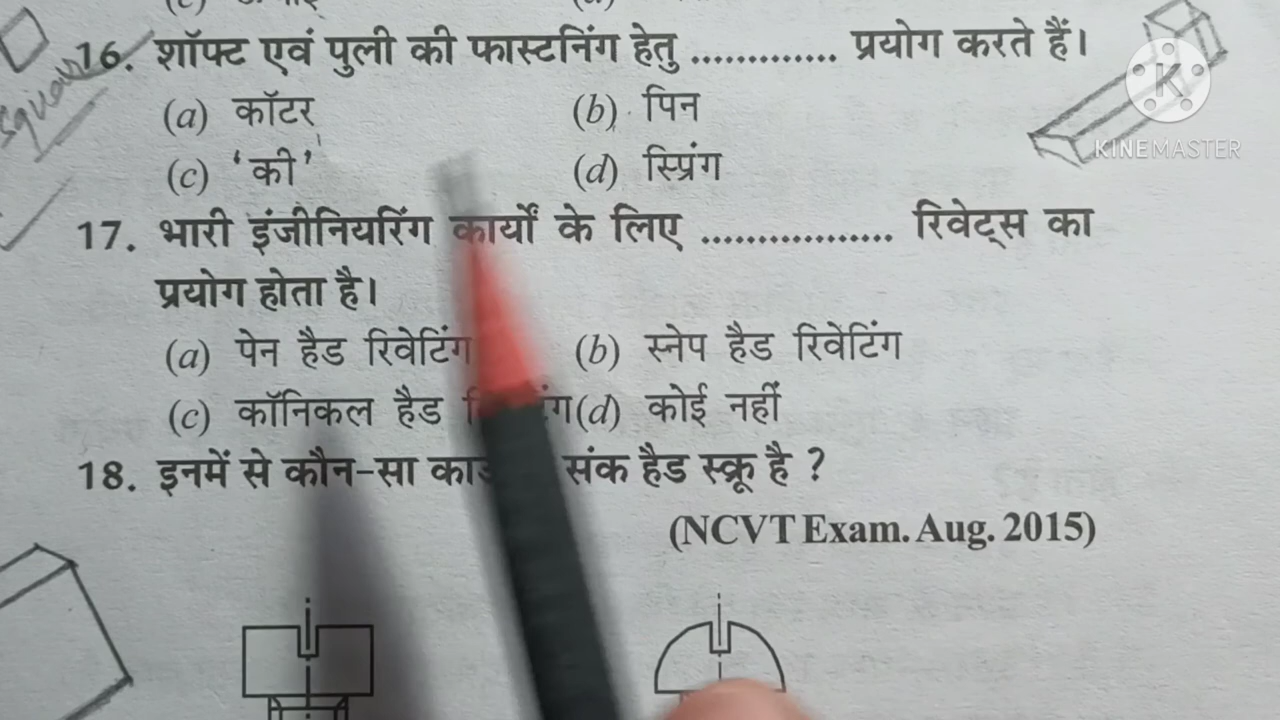 16. शॉफ्ट एवं पुली की फास्टनिंग हेतु ............. प्रयोग करते हैं।
(a) कॉटर (b) पिन
(c) 'की' (d) स्प्रिंग
17. भारी इंजीनियरिंग कार्यों के लिए ................. रिवेट्स का
प्रयोग होता है।
(a) पेन हैड रिवेटिंग (b) स्नेप हैड रिवेटिंग
(c) कॉनिकल हैड (d) कोई नहीं
18. इनमें से कौन-सा संक हैड स्क्रू है ?
(NCVT Exam. Aug. 2015)
K
KINEMASTER